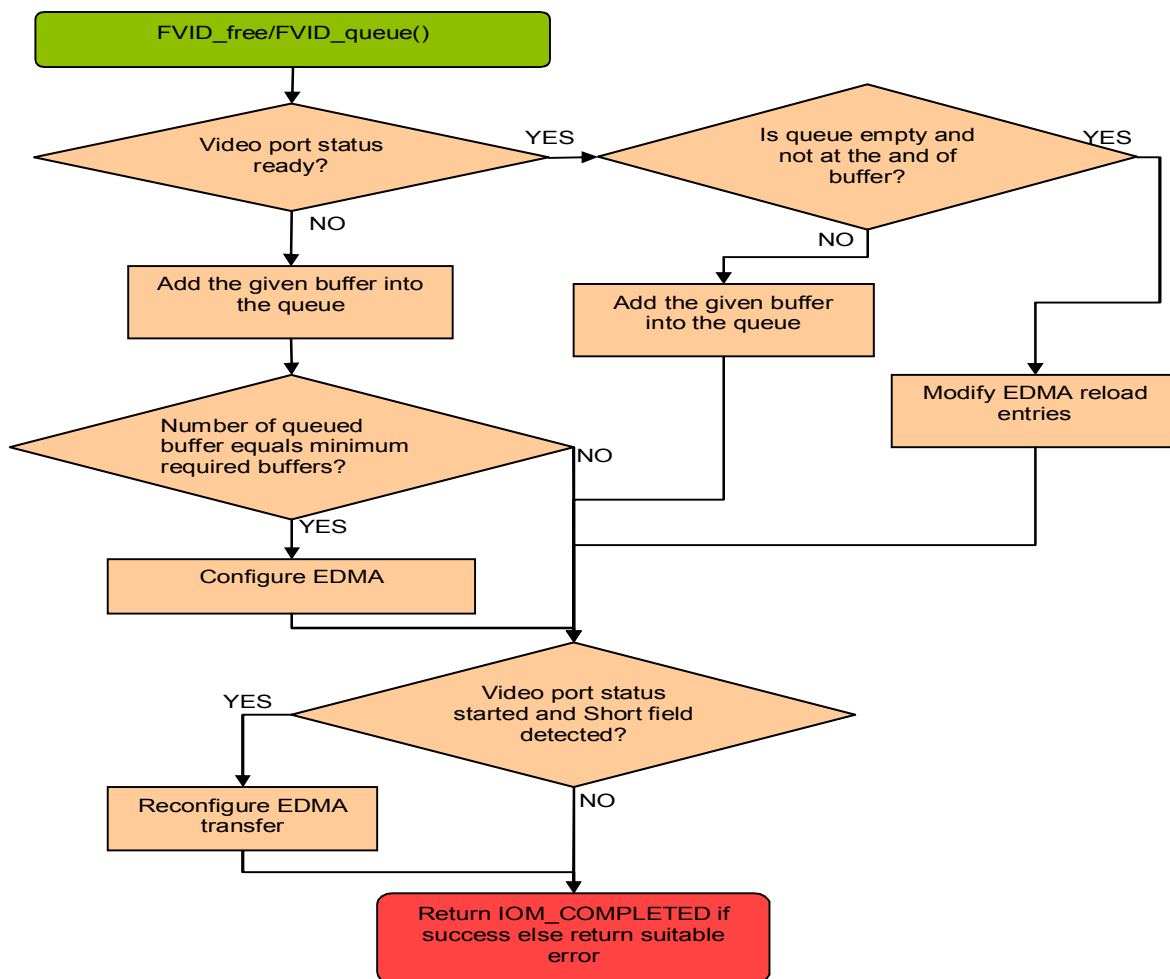 FVID_free/FVID_queue()
Video port status
ready?
YES
Is queue empty and
not at the and of
buffer?
YES
NO
NO
Add the given buffer into
the queue
Add the given buffer
into the queue
Modify EDMA reload
entries
Number of queued
buffer equals minimum
required buffers?
NO
YES
Configure EDMA
Video port status
started and Short field
detected?
YES
NO
Reconfigure EDMA
transfer
Return IOM_COMPLETED if
success else return suitable
error